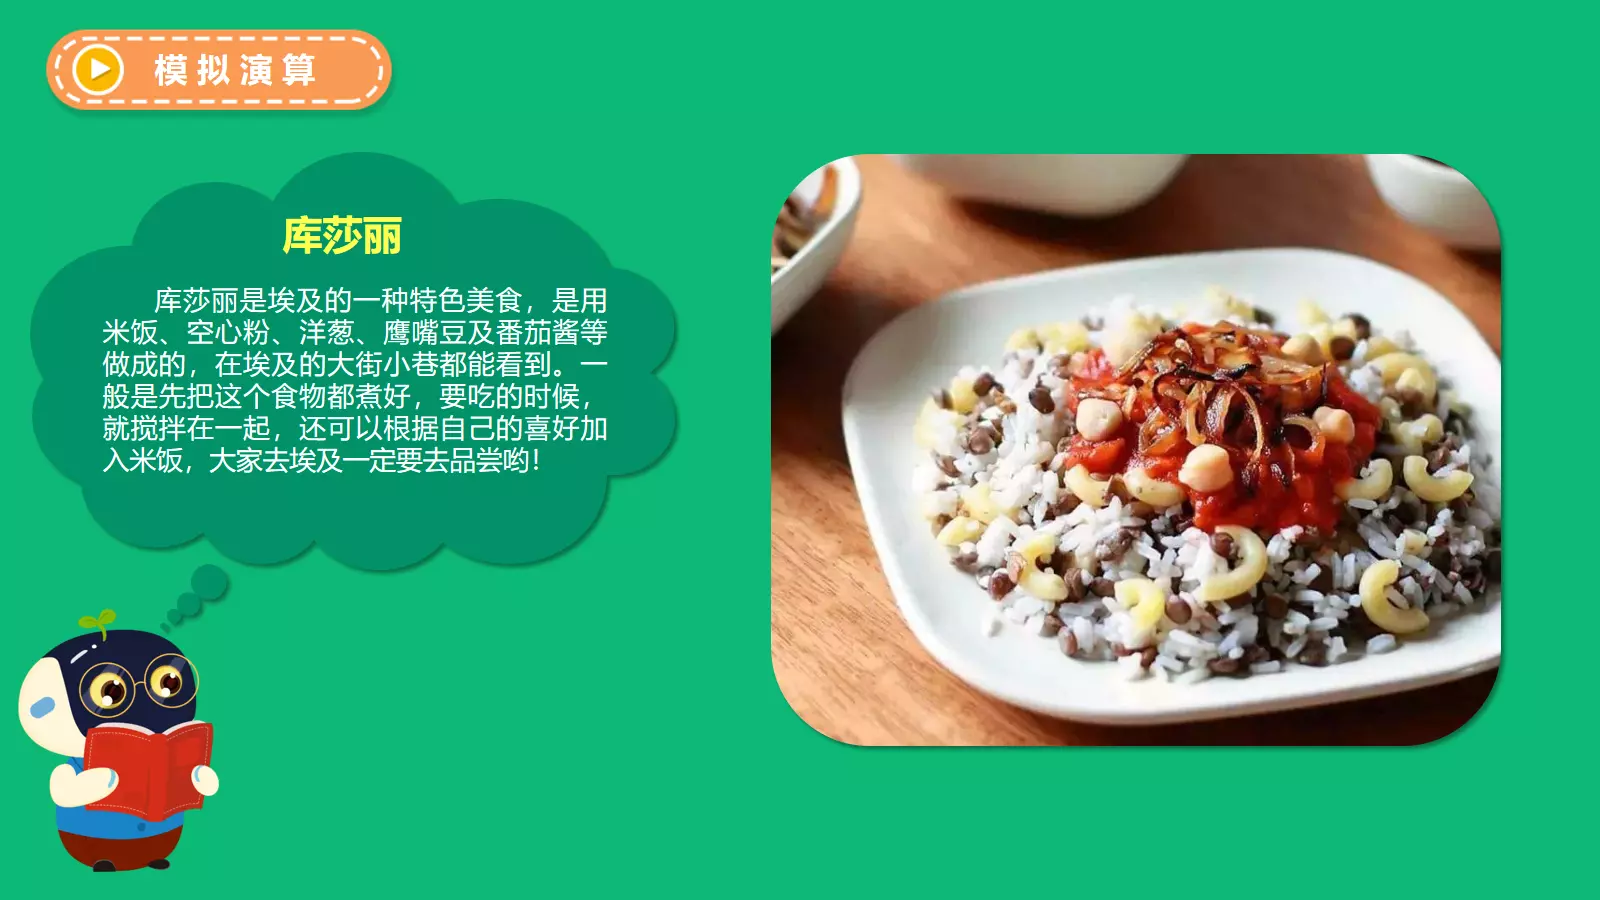 模拟演算
库莎丽
库莎丽是埃及的一种特色美食，是用
米饭、空心粉、洋葱、鹰嘴豆及番茄酱等
做成的，在埃及的大街小巷都能看到。一
般是先把这个食物都煮好，要吃的时候，
就搅拌在一起，还可以根据自己的喜好加
入米饭，大家去埃及一定要去品尝哟！